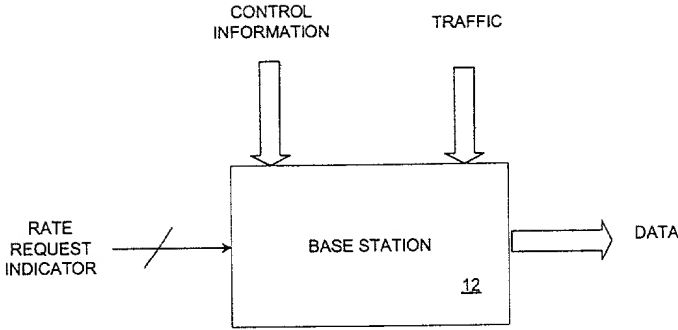 CONTROL
INFORMATION
TRAFFIC
RATE
REQUEST
INDICATOR
BASE STATION
DATA
12